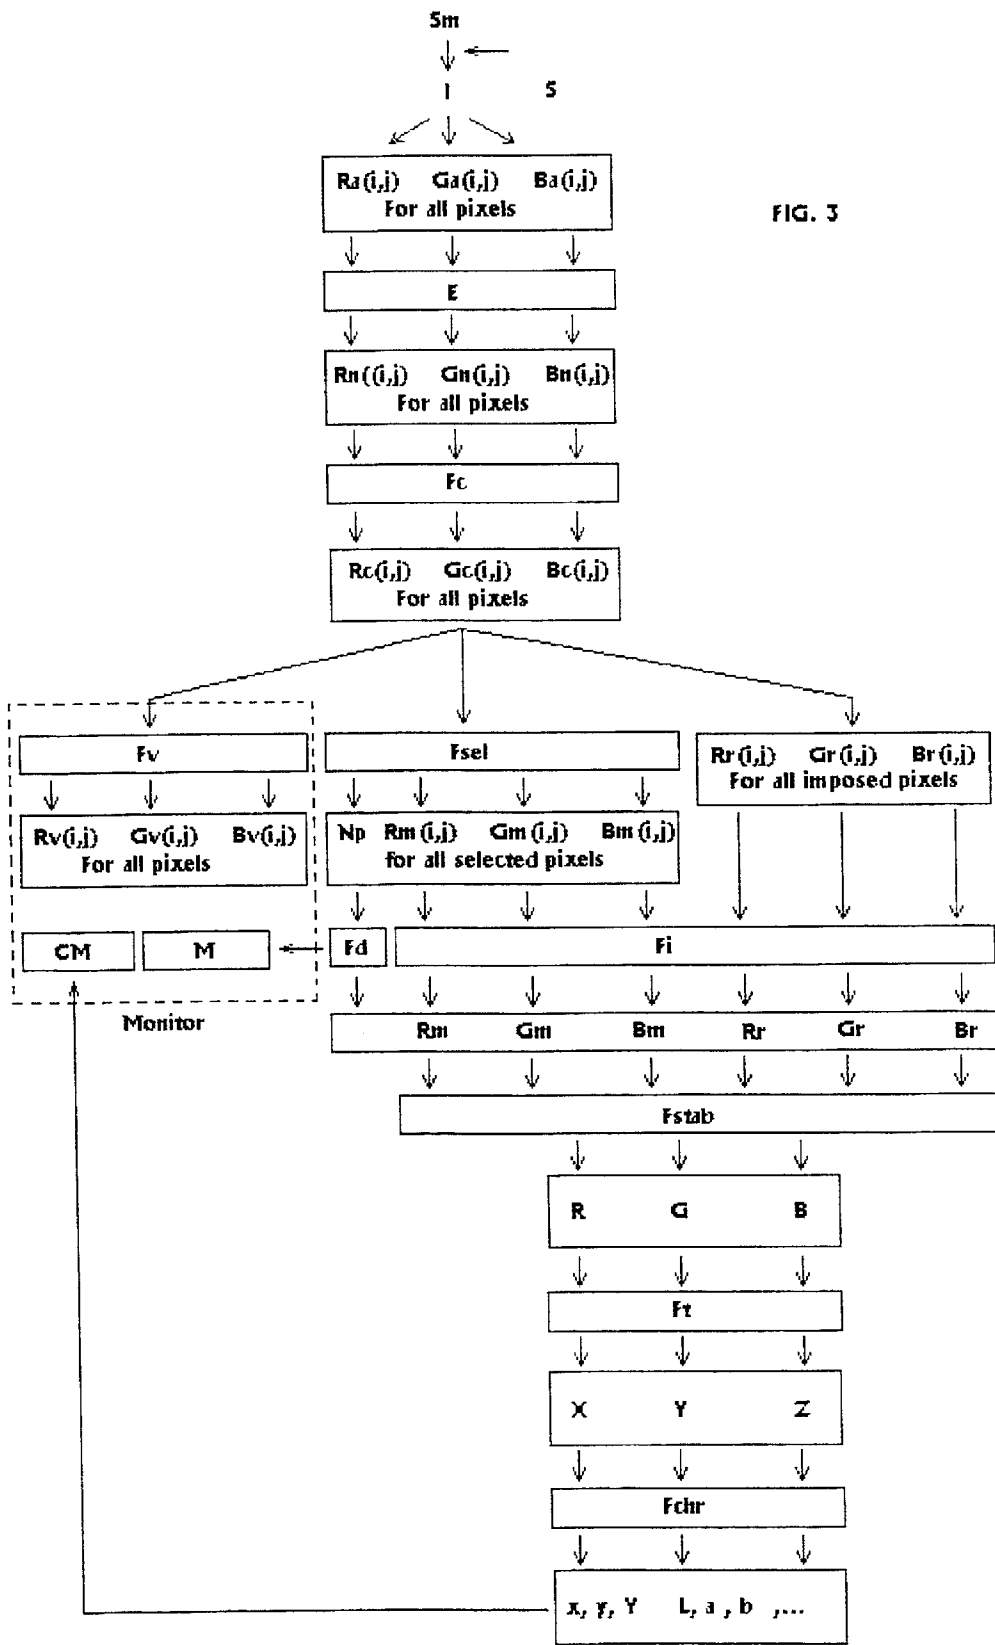 Sm
I S
Ra(i,j) Ga(i,j) Ba(i,j)
For all pixels
FIG. 3
E
Rn((i,j) Gn(i,j) Bn(i,j)
For all pixels
Fc
Rc(i,j) Gc(i,j) Bc(i,j)
For all pixels
Fv
Fsel
Rr(i,j) Gr(i,j) Br(i,j)
For all imposed pixels
Rv(i,j) Gv(i,j) Bv(i,j)
For all pixels
Np Rm(i,j) Gm(i,j) Bm(i,j)
for all selected pixels
CM
M
Fd
Fi
Monitor
Rm Gm Bm Rr Gr Br
Fstab
R G B
Ft
X Y Z
Fchr
x, y, Y L, a, b ,...